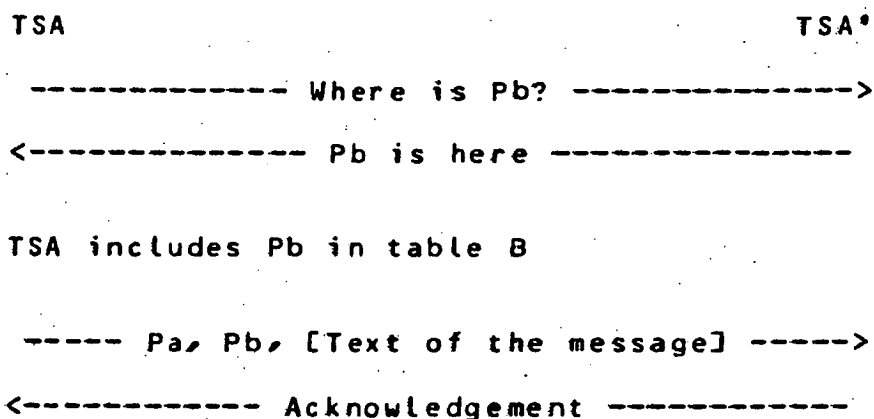 TSA TSA'
------------- Where is Pb? -------------->
<-------------- Pb is here ---------------
TSA includes Pb in table B
----- Pa, Pb, [Text of the message] ----->
<------------ Acknowledgement ------------